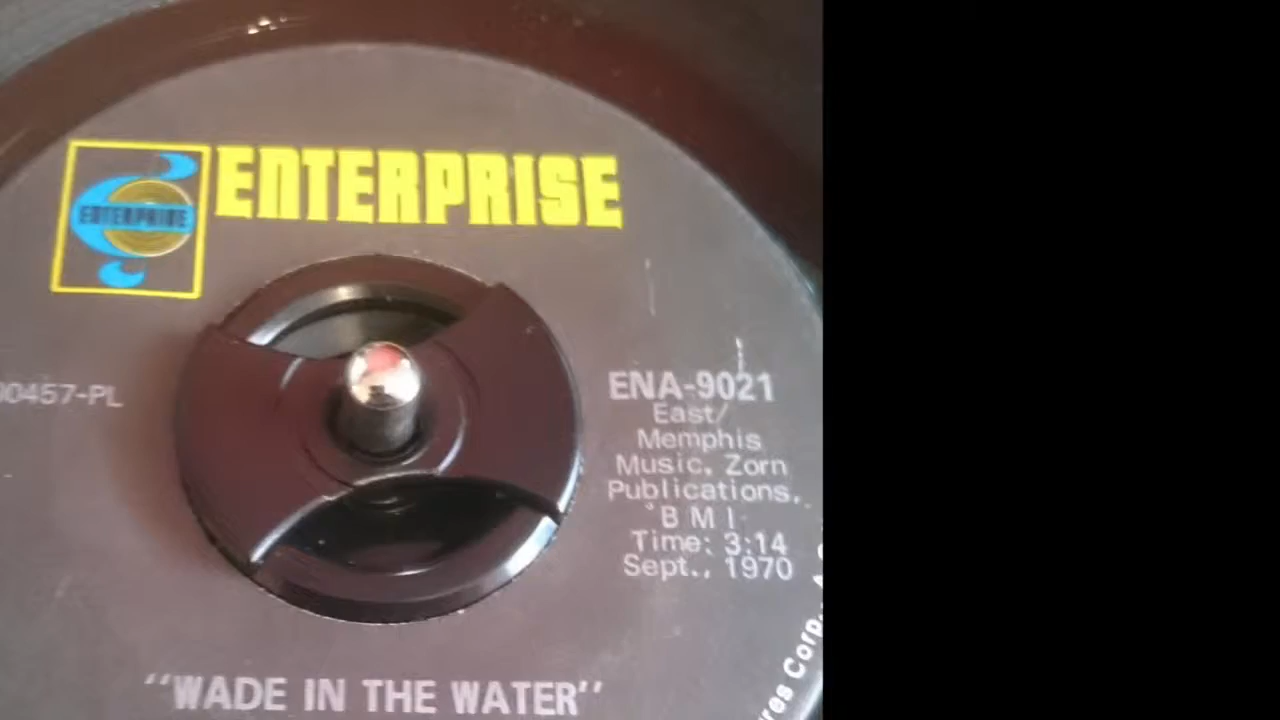 ENTERPRISE
ENTERPRISE
00457-PL
ENA-9021
East/
Memphis
Music, Zorn
Publications,
BMI
Time: 3:14
Sept., 1970
"WADE IN THE WATER"
Corp.